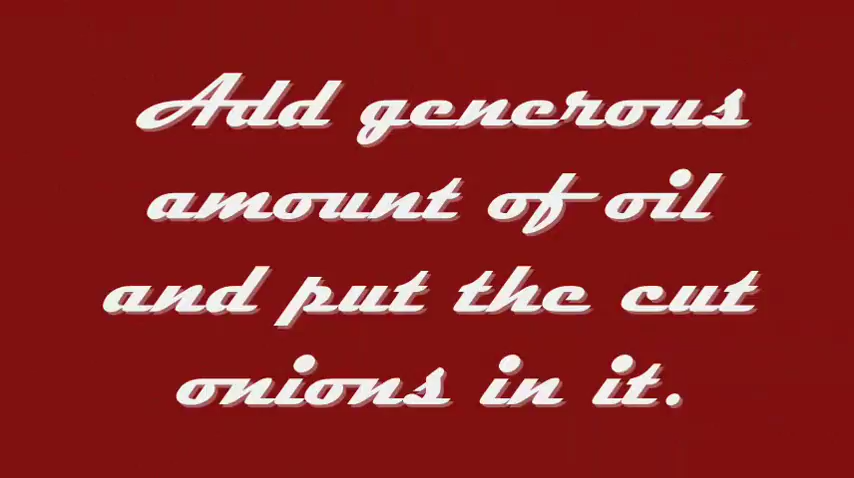 Add generous
amount of oil
and put the cut
onions in it.